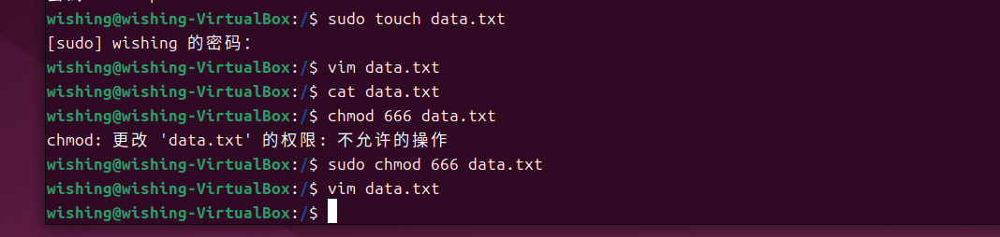 wishing@wishing-VirtualBox:/$ sudo touch data.txt
[sudo] wishing 的密码：
wishing@wishing-VirtualBox:/$ vim data.txt
wishing@wishing-VirtualBox:/$ cat data.txt
wishing@wishing-VirtualBox:/$ chmod 666 data.txt
chmod: 更改 'data.txt' 的权限: 不允许的操作
wishing@wishing-VirtualBox:/$ sudo chmod 666 data.txt
wishing@wishing-VirtualBox:/$ vim data.txt
wishing@wishing-VirtualBox:/$